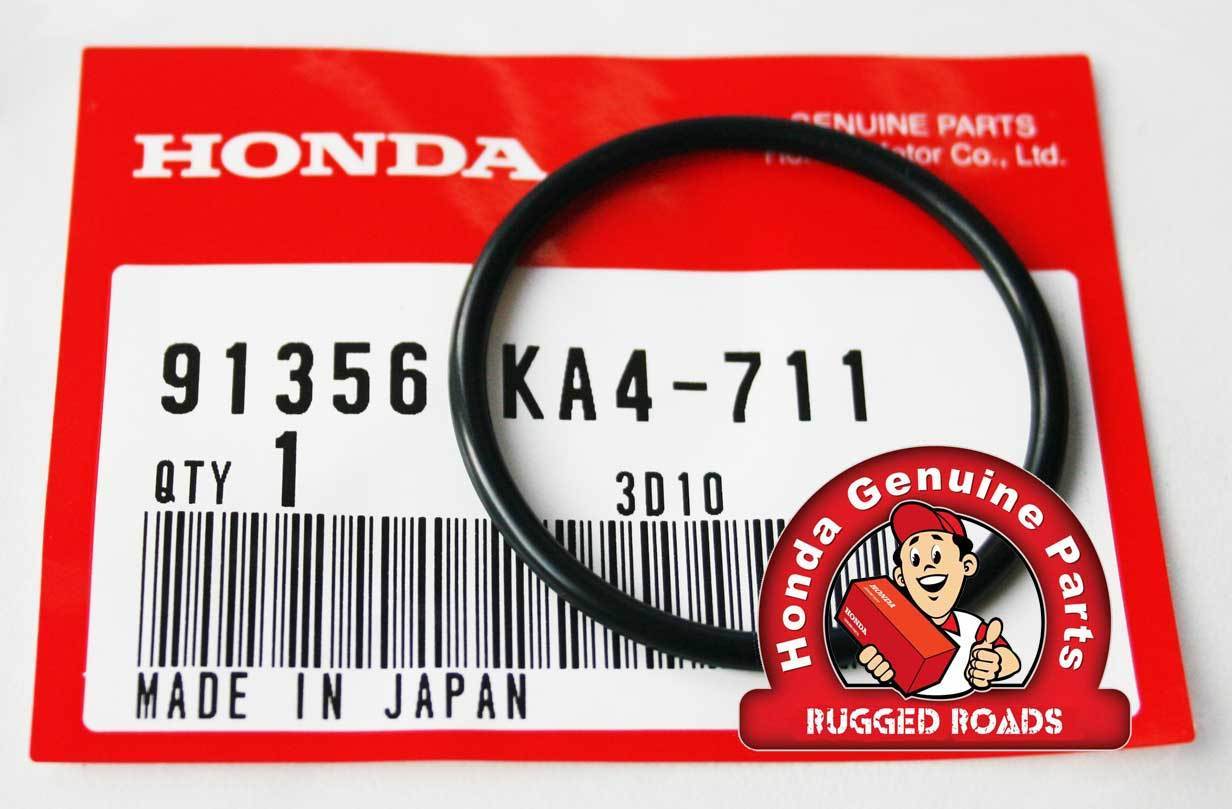 HONDA
GENUINE PARTS
Motor Co., Ltd.
91356 KA4-711
QTY 1
3D10
MADE IN JAPAN
Honda Genuine Parts
HONDA
HONDA
RUGGED ROADS